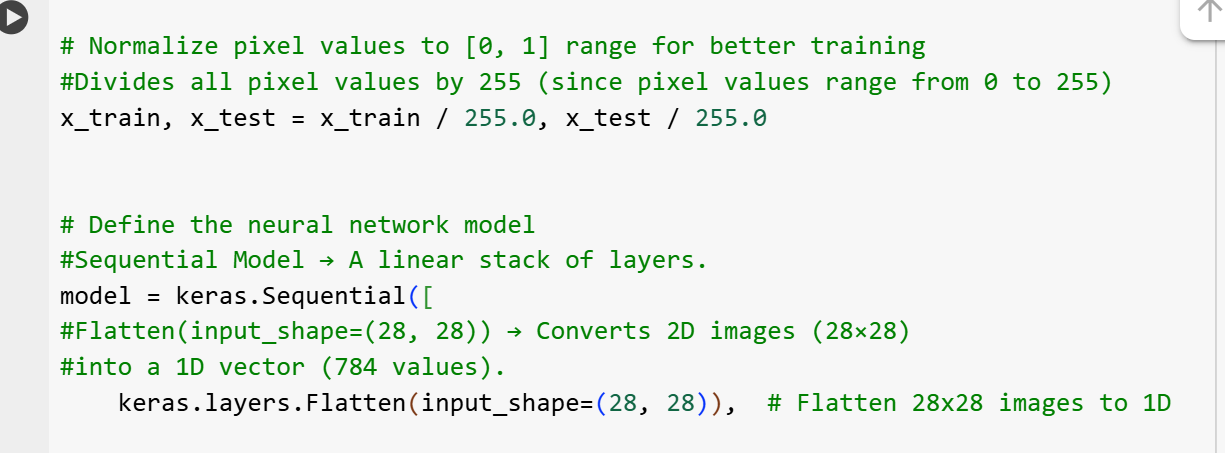 # Normalize pixel values to [0, 1] range for better training
#Divides all pixel values by 255 (since pixel values range from 0 to 255)
x_train, x_test = x_train / 255.0, x_test / 255.0
# Define the neural network model
#Sequential Model → A linear stack of layers.
model = keras.Sequential([
#Flatten(input_shape=(28, 28)) → Converts 2D images (28×28)
#into a 1D vector (784 values).
    keras.layers.Flatten(input_shape=(28, 28)),  # Flatten 28x28 images to 1D